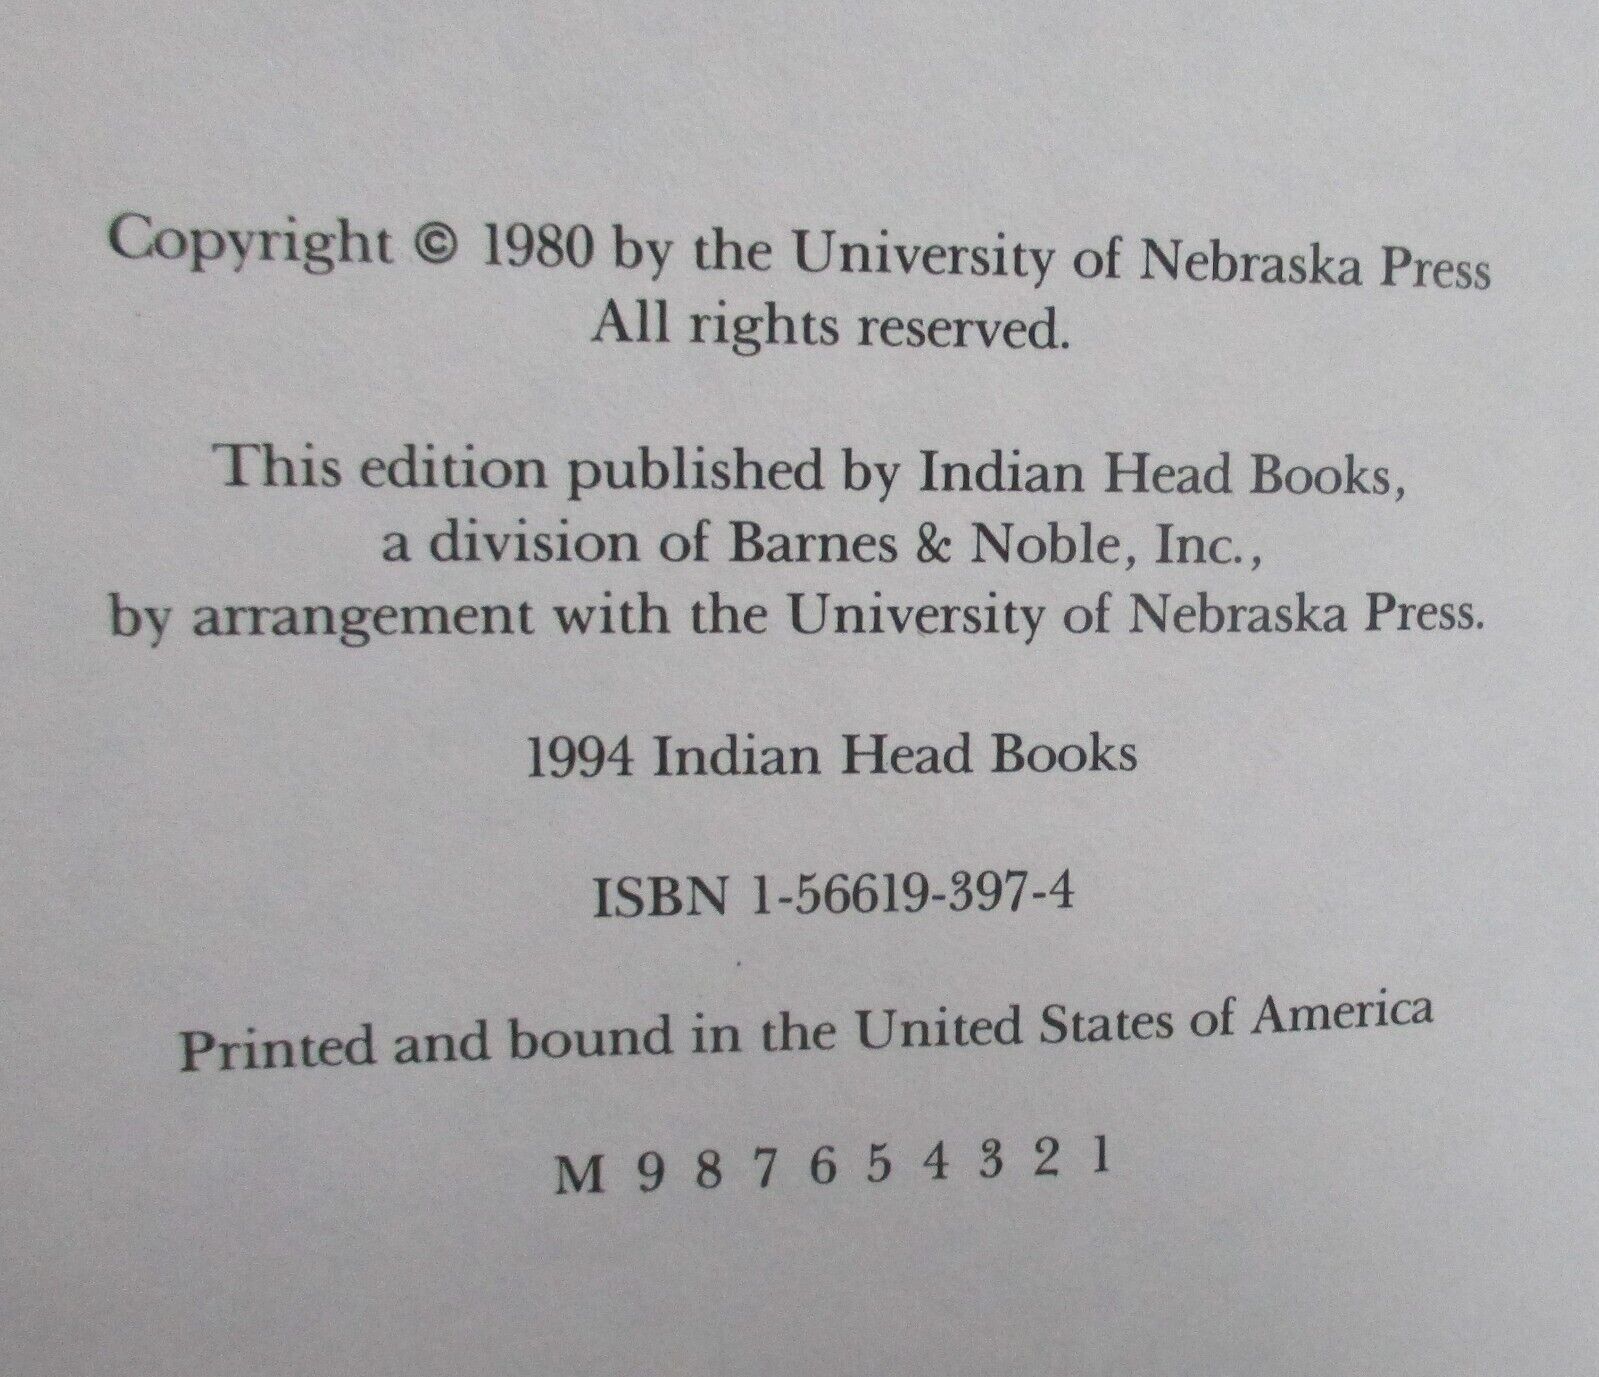 Copyright © 1980 by the University of Nebraska Press
All rights reserved.
This edition published by Indian Head Books,
a division of Barnes & Noble, Inc.,
by arrangement with the University of Nebraska Press.
1994 Indian Head Books
ISBN 1-56619-397-4
Printed and bound in the United States of America
M 9 8 7 6 5 4 3 2 1